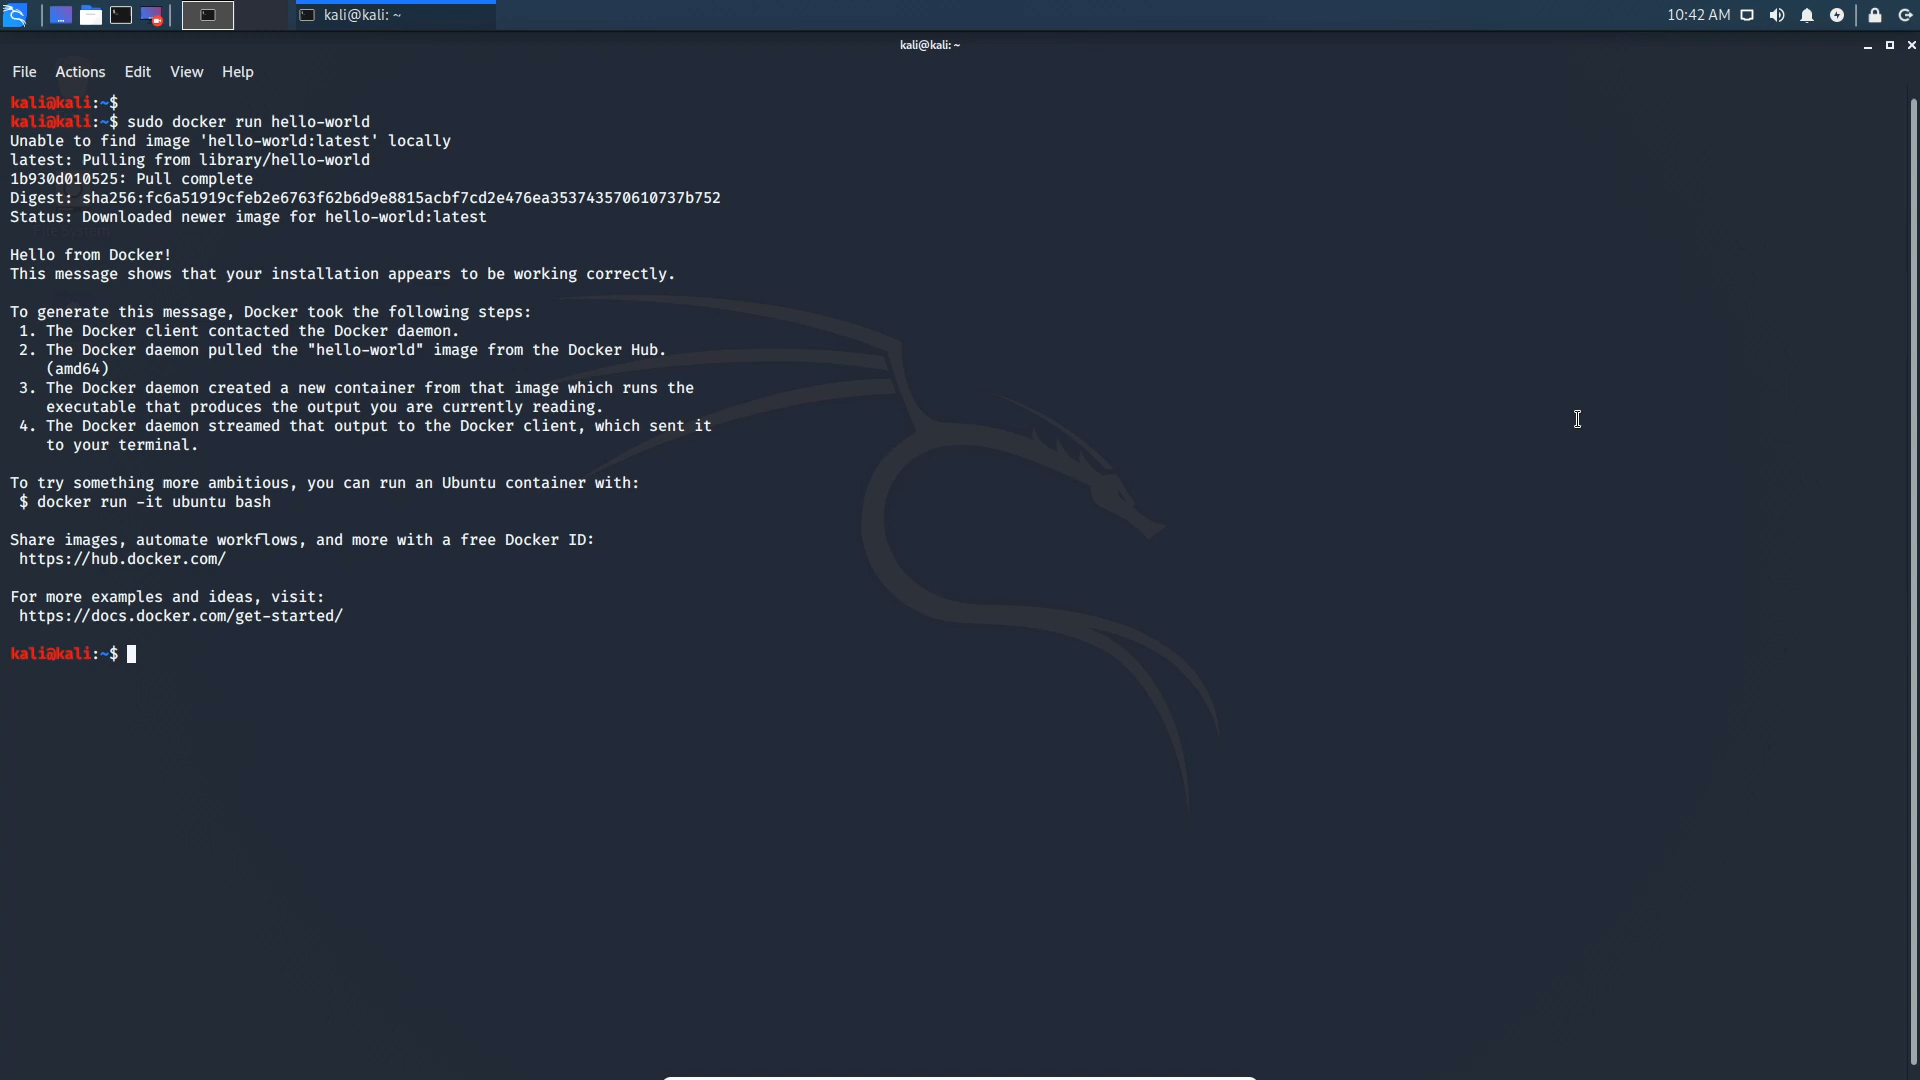 kali@kali: ~
10:42 AM
kali@kali: ~
File Actions Edit View Help
kali@kali:~$
kali@kali:~$ sudo docker run hello-world
Unable to find image 'hello-world:latest' locally
latest: Pulling from library/hello-world
1b930d010525: Pull complete
Digest: sha256:fc6a51919cfeb2e6763f62b6d9e8815acbf7cd2e476ea353743570610737b752
Status: Downloaded newer image for hello-world:latest
File System
Hello from Docker!
This message shows that your installation appears to be working correctly.
To generate this message, Docker took the following steps:
1. The Docker client contacted the Docker daemon.
2. The Docker daemon pulled the "hello-world" image from the Docker Hub.
(amd64)
3. The Docker daemon created a new container from that image which runs the
executable that produces the output you are currently reading.
4. The Docker daemon streamed that output to the Docker client, which sent it
to your terminal.
To try something more ambitious, you can run an Ubuntu container with:
$ docker run -it ubuntu bash
Share images, automate workflows, and more with a free Docker ID:
https://hub.docker.com/
For more examples and ideas, visit:
https://docs.docker.com/get-started/
kali@kali:~$